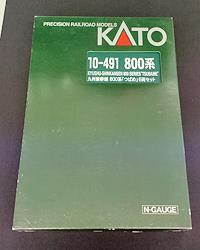 PRECISION RAILROAD MODELS
KATO
10-491 800系
KYUSHU-SHINKANSEN 800 SERIES "TSUBAME"
九州新幹線 800系「つばめ」6両セット
N-GAUGE